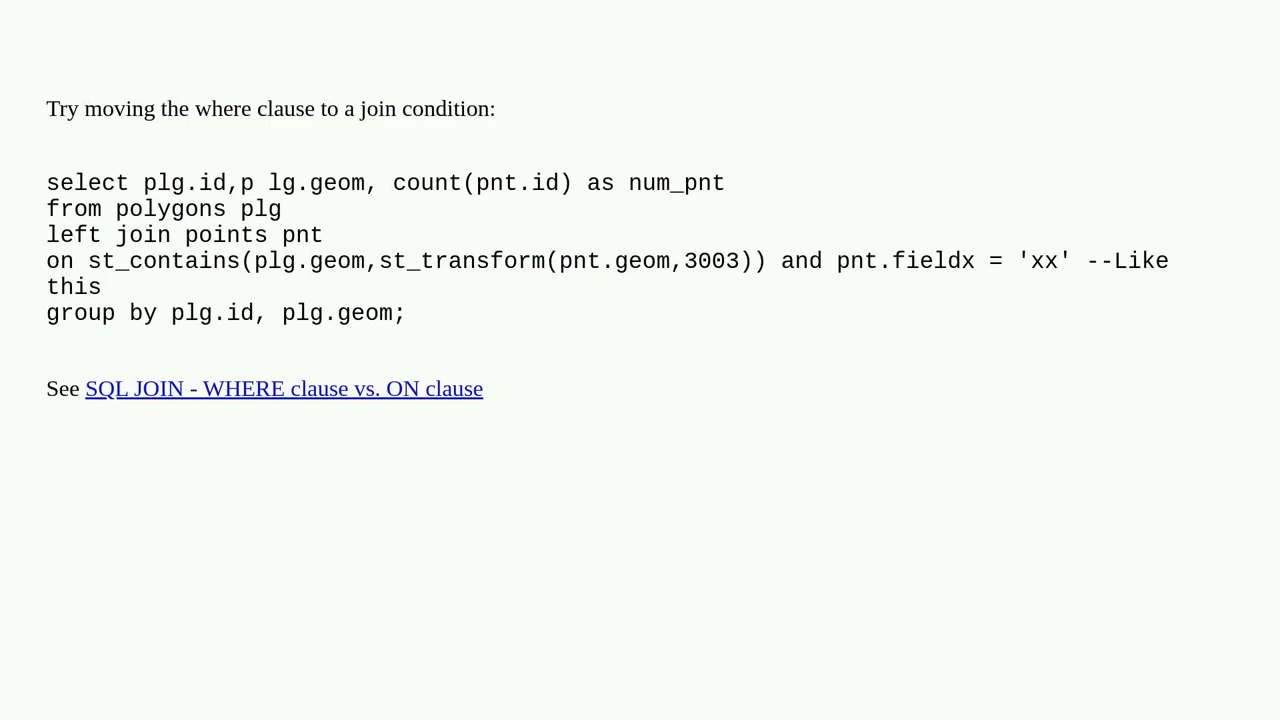 Try moving the where clause to a join condition:
select plg.id,p lg.geom, count(pnt.id) as num_pnt
from polygons plg
left join points pnt
on st_contains(plg.geom,st_transform(pnt.geom,3003)) and pnt.fieldx = 'xx' --Like
this
group by plg.id, plg.geom;
See SQL JOIN - WHERE clause vs. ON clause